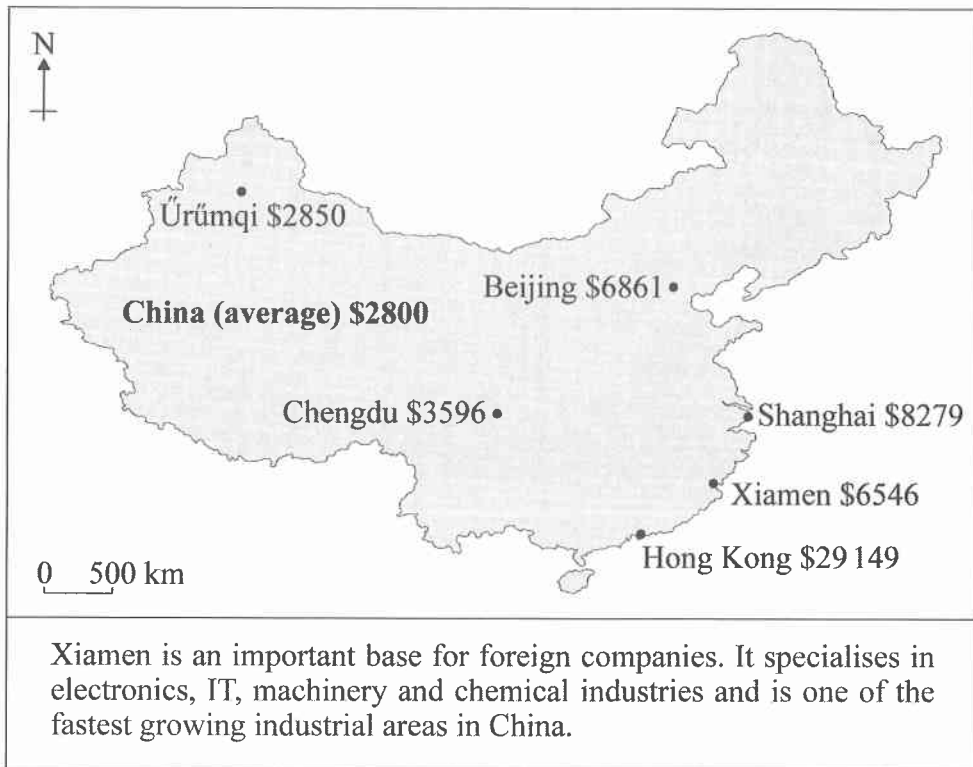 N
Űrűmqi $2850
Beijing $6861
China (average) $2800
Chengdu $3596
Shanghai $8279
Xiamen $6546
Hong Kong $29 149
0 500 km
Xiamen is an important base for foreign companies. It specialises in
electronics, IT, machinery and chemical industries and is one of the
fastest growing industrial areas in China.